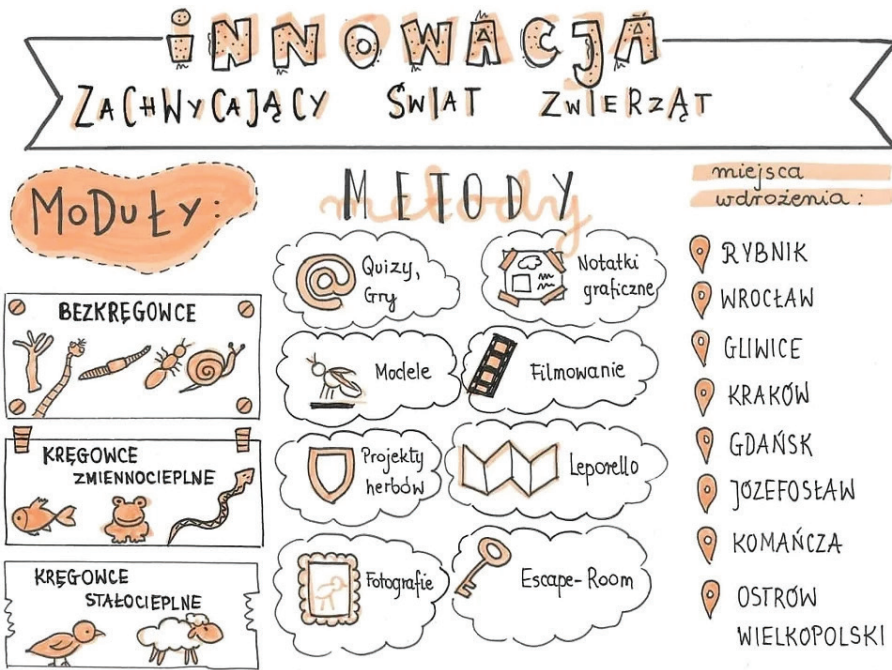 INNOWACJA
ZACHWYCAJĄCY ŚWIAT ZWIERZĄT
MODUŁY:
BEZKRĘGOWCE
KRĘGOWCE
ZMIENNOCIEPLNE
KRĘGOWCE
STAŁOCIEPLNE
METODY
metody
Quizy,
Gry
Notatki
graficzne
Modele
Filmowanie
Projekty
herbów
Leporello
Fotografie
Escape-Room
miejsca
wdrożenia:
RYBNIK
WROCŁAW
GLIWICE
KRAKÓW
GDAŃSK
JÓZEFOSŁAW
KOMAŃCZA
OSTRÓW
WIELKOPOLSKI